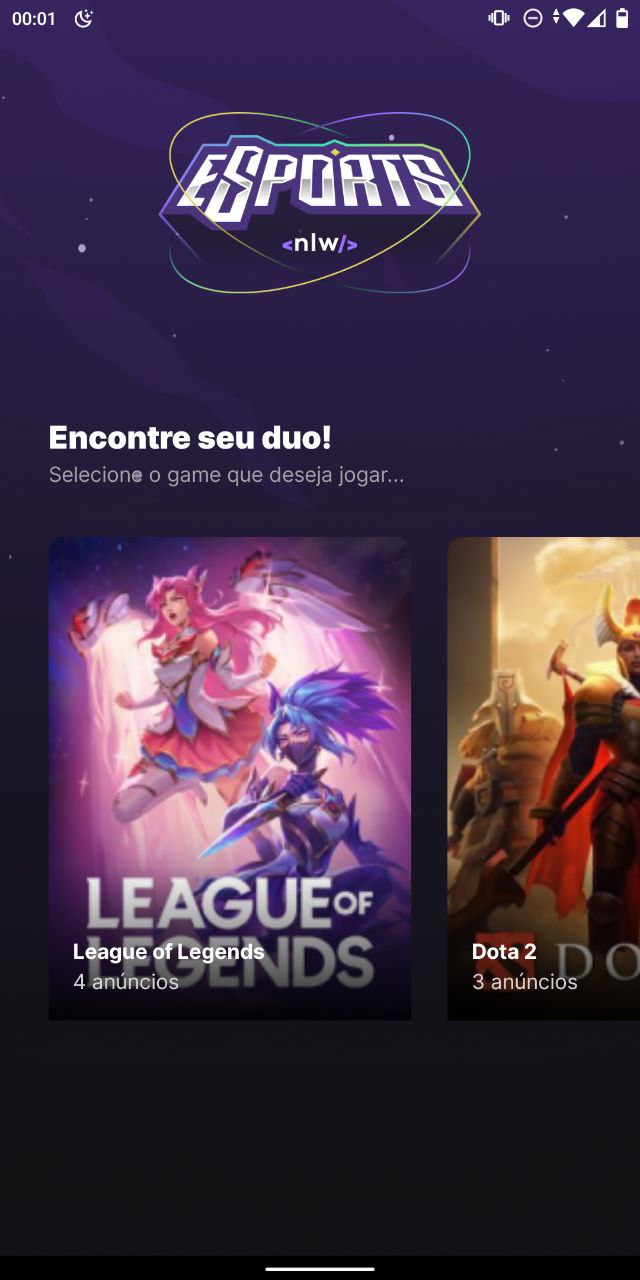 00:01
ESPORTS
<nlw/>
Encontre seu duo!
Selecione o game que deseja jogar...
LEAGUE OF
LEGENDS
League of Legends
4 anúncios
DO
Dota 2
3 anúncios